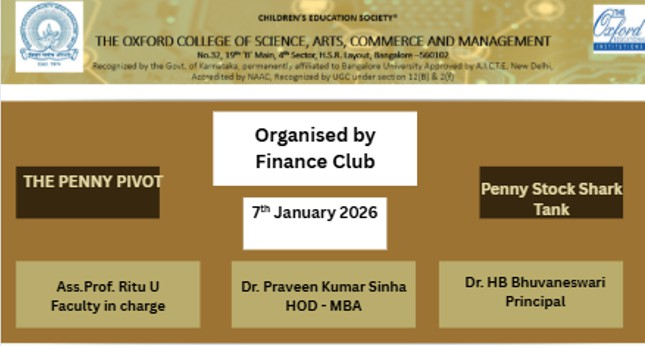 CHILDREN'S EDUCATION SOCIETY®
THE OXFORD COLLEGE OF SCIENCE, ARTS, COMMERCE AND MANAGEMENT
No.32, 19th 'B' Main, 4th Sector, H.S.R. Layout, Bangalore -560102
Recognized by the Govt. of Karnataka, permanently affiliated to Bangalore University Approved by A.I.C.T.E, New Delhi,
Accredited by NAAC, Recognized by UGC under section 12(B) & 2(f)
The
Oxford
INSTITUTIONS
Organised by
Finance Club
THE PENNY PIVOT
Penny Stock Shark
Tank
7th January 2026
Ass.Prof. Ritu U
Faculty in charge
Dr. Praveen Kumar Sinha
HOD - MBA
Dr. HB Bhuvaneswari
Principal